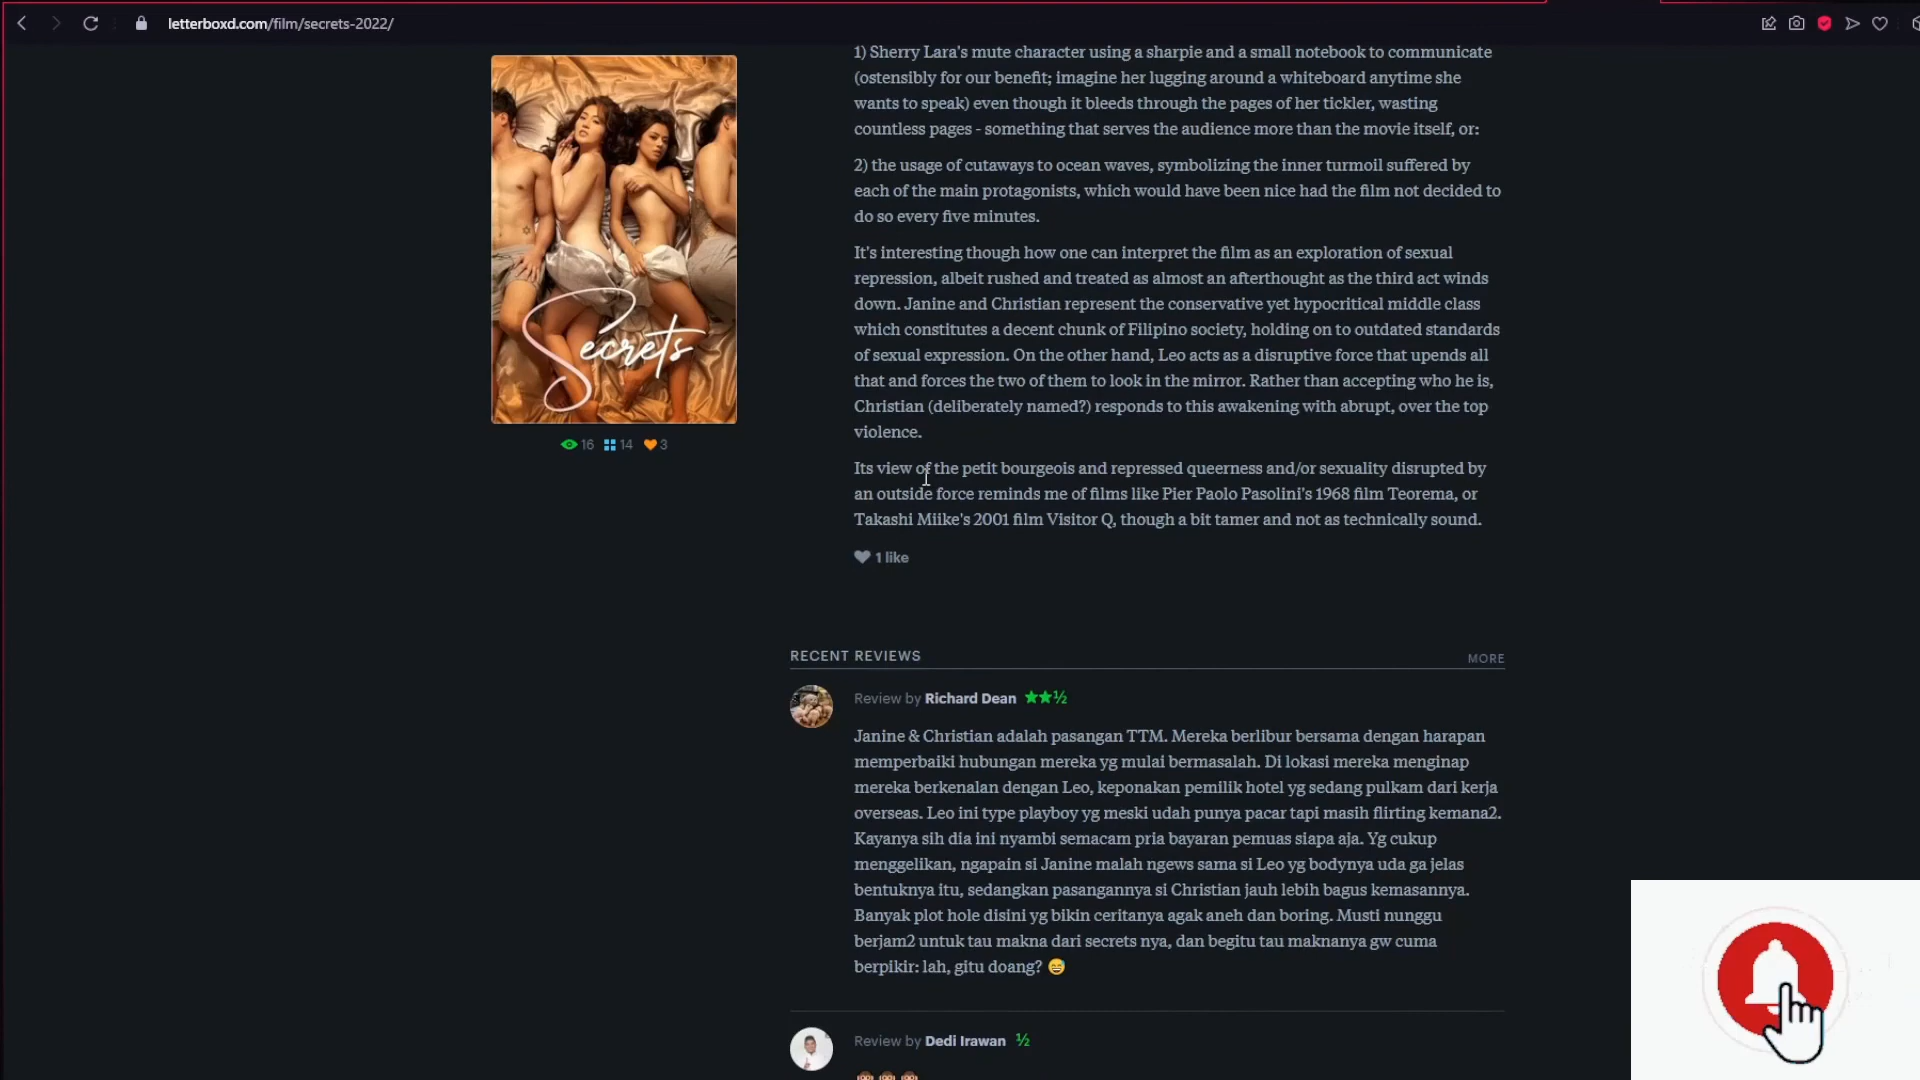 letterboxd.com/film/secrets-2022/
1) Sherry Lara's mute character using a sharpie and a small notebook to communicate
(ostensibly for our benefit; imagine her lugging around a whiteboard anytime she
wants to speak) even though it bleeds through the pages of her tickler, wasting
countless pages - something that serves the audience more than the movie itself, or:
2) the usage of cutaways to ocean waves, symbolizing the inner turmoil suffered by
each of the main protagonists, which would have been nice had the film not decided to
do so every five minutes.
It's interesting though how one can interpret the film as an exploration of sexual
repression, albeit rushed and treated as almost an afterthought as the third act winds
down. Janine and Christian represent the conservative yet hypocritical middle class
which constitutes a decent chunk of Filipino society, holding on to outdated standards
of sexual expression. On the other hand, Leo acts as a disruptive force that upends all
that and forces the two of them to look in the mirror. Rather than accepting who he is,
Christian (deliberately named?) responds to this awakening with abrupt, over the top
violence.
Its view of the petit bourgeois and repressed queerness and/or sexuality disrupted by
an outside force reminds me of films like Pier Paolo Pasolini's 1968 film Teorema, or
Takashi Miike's 2001 film Visitor Q, though a bit tamer and not as technically sound.
1 like
Secrets
16 14 3
RECENT REVIEWS
MORE
Review by Richard Dean ★★½
Janine & Christian adalah pasangan TTM. Mereka berlibur bersama dengan harapan
memperbaiki hubungan mereka yg mulai bermasalah. Di lokasi mereka menginap
mereka berkenalan dengan Leo, keponakan pemilik hotel yg sedang pulkam dari kerja
overseas. Leo ini type playboy yg meski udah punya pacar tapi masih flirting kemana2.
Kayanya sih dia ini nyambi semacam pria bayaran pemuas siapa aja. Yg cukup
menggelikan, ngapain si Janine malah ngews sama si Leo yg bodynya uda ga jelas
bentuknya itu, sedangkan pasangannya si Christian jauh lebih bagus kemasannya.
Banyak plot hole disini yg bikin ceritanya agak aneh dan boring. Musti nunggu
berjam2 untuk tau makna dari secrets nya, dan begitu tau maknanya gw cuma
berpikir: lah, gitu doang? 😅
Review by Dedi Irawan ½